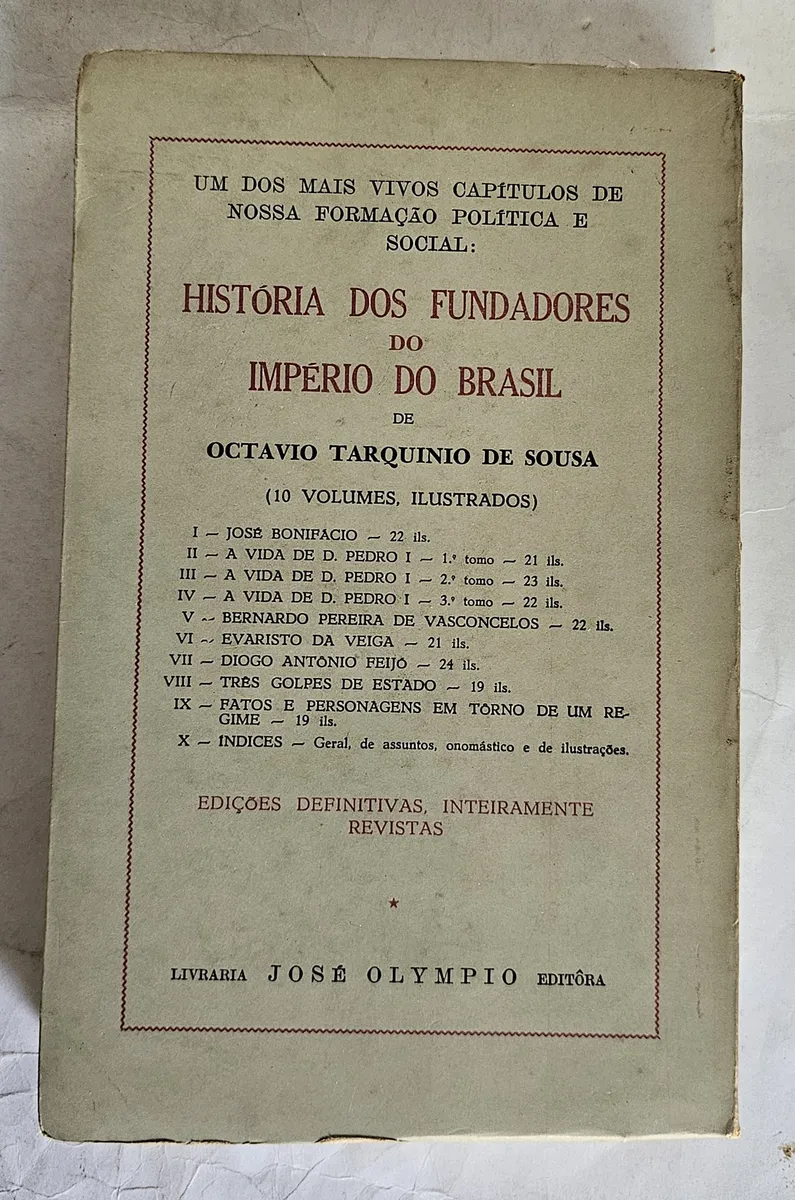 UM DOS MAIS VIVOS CAPÍTULOS DE
NOSSA FORMAÇÃO POLÍTICA E
SOCIAL:
HISTÓRIA DOS FUNDADORES
DO
IMPÉRIO DO BRASIL
DE
OCTAVIO TARQUINIO DE SOUSA
(10 VOLUMES, ILUSTRADOS)
I — JOSÉ BONIFÁCIO — 22 ils.
II — A VIDA DE D. PEDRO I — 1.º tomo — 21 ils.
III — A VIDA DE D. PEDRO I — 2.º tomo — 23 ils.
IV — A VIDA DE D. PEDRO I — 3.º tomo — 22 ils.
V — BERNARDO PEREIRA DE VASCONCELOS — 22 ils.
VI — EVARISTO DA VEIGA — 21 ils.
VII — DIOGO ANTÔNIO FEIJÓ — 24 ils.
VIII — TRÊS GOLPES DE ESTADO — 19 ils.
IX — FATOS E PERSONAGENS EM TÔRNO DE UM RE-
GIME — 19 ils.
X — ÍNDICES — Geral, de assuntos, onomástico e de ilustrações.
EDIÇÕES DEFINITIVAS, INTEIRAMENTE
REVISTAS
LIVRARIA JOSÉ OLYMPIO EDITÔRA